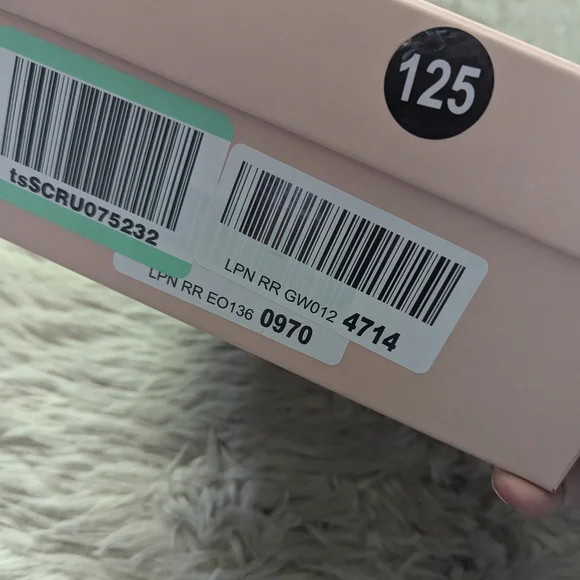 125
tsSCRU075232
LPN RR GW012 4714
LPN RR EO136 0970